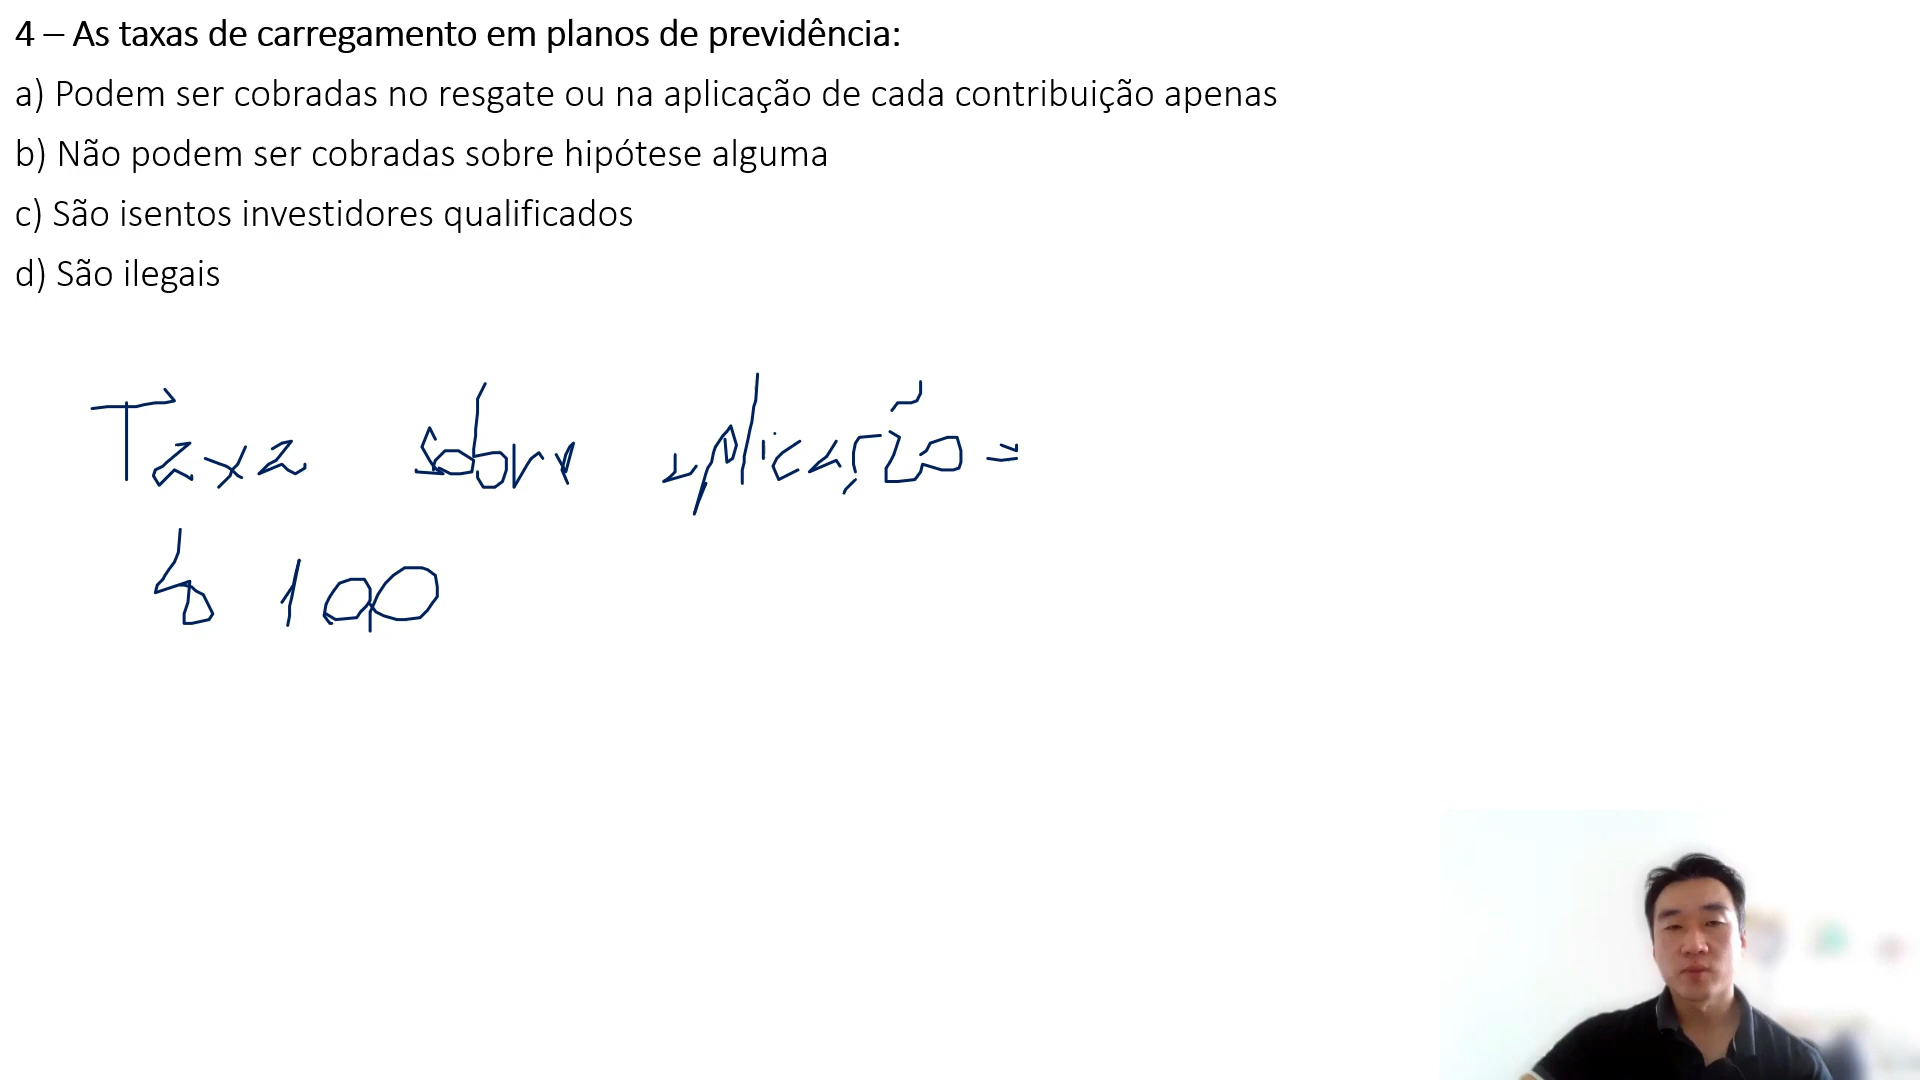 4 – As taxas de carregamento em planos de previdência:
a) Podem ser cobradas no resgate ou na aplicação de cada contribuição apenas
b) Não podem ser cobradas sobre hipótese alguma
c) São isentos investidores qualificados
d) São ilegais
Taxa sobre aplicação =
↳ 100